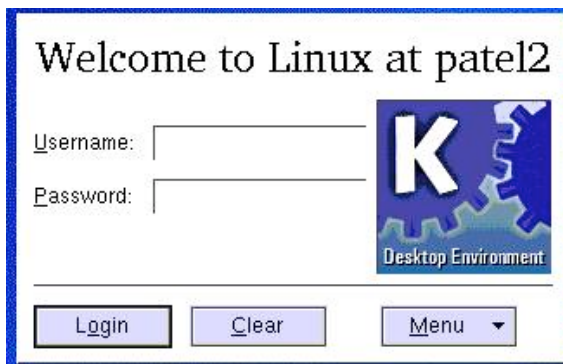 Welcome to Linux at patel2
Username:
Password:
K
Desktop Environment
Login
Clear
Menu